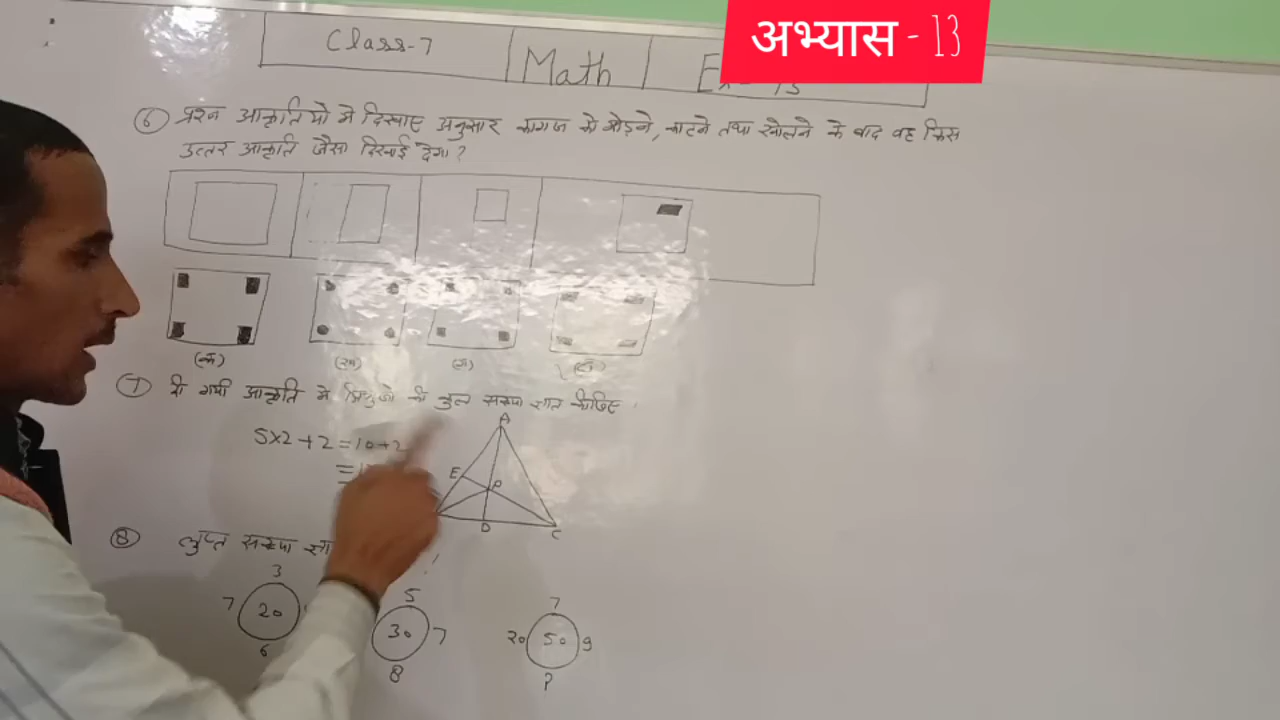 अभ्यास - 13
Class-7
Math
⑥ प्रश्न आकृतियो मे दिखाए अनुसार कागज को मोड़ने, काटने तथा खोलने के बाद वह किस
उत्तर आकृति जैसा दिखाई देगा?
(क) (ख) (ग) (घ)
⑦ दी गयी आकृति मे त्रिभुजो की कुल संख्या ज्ञात कीजिए
5×2+2=10+2
=
A
E
P
D
C
⑧ लुप्त संख्या
3
7 20
6
5
30 7
8
7
20 50 9
?